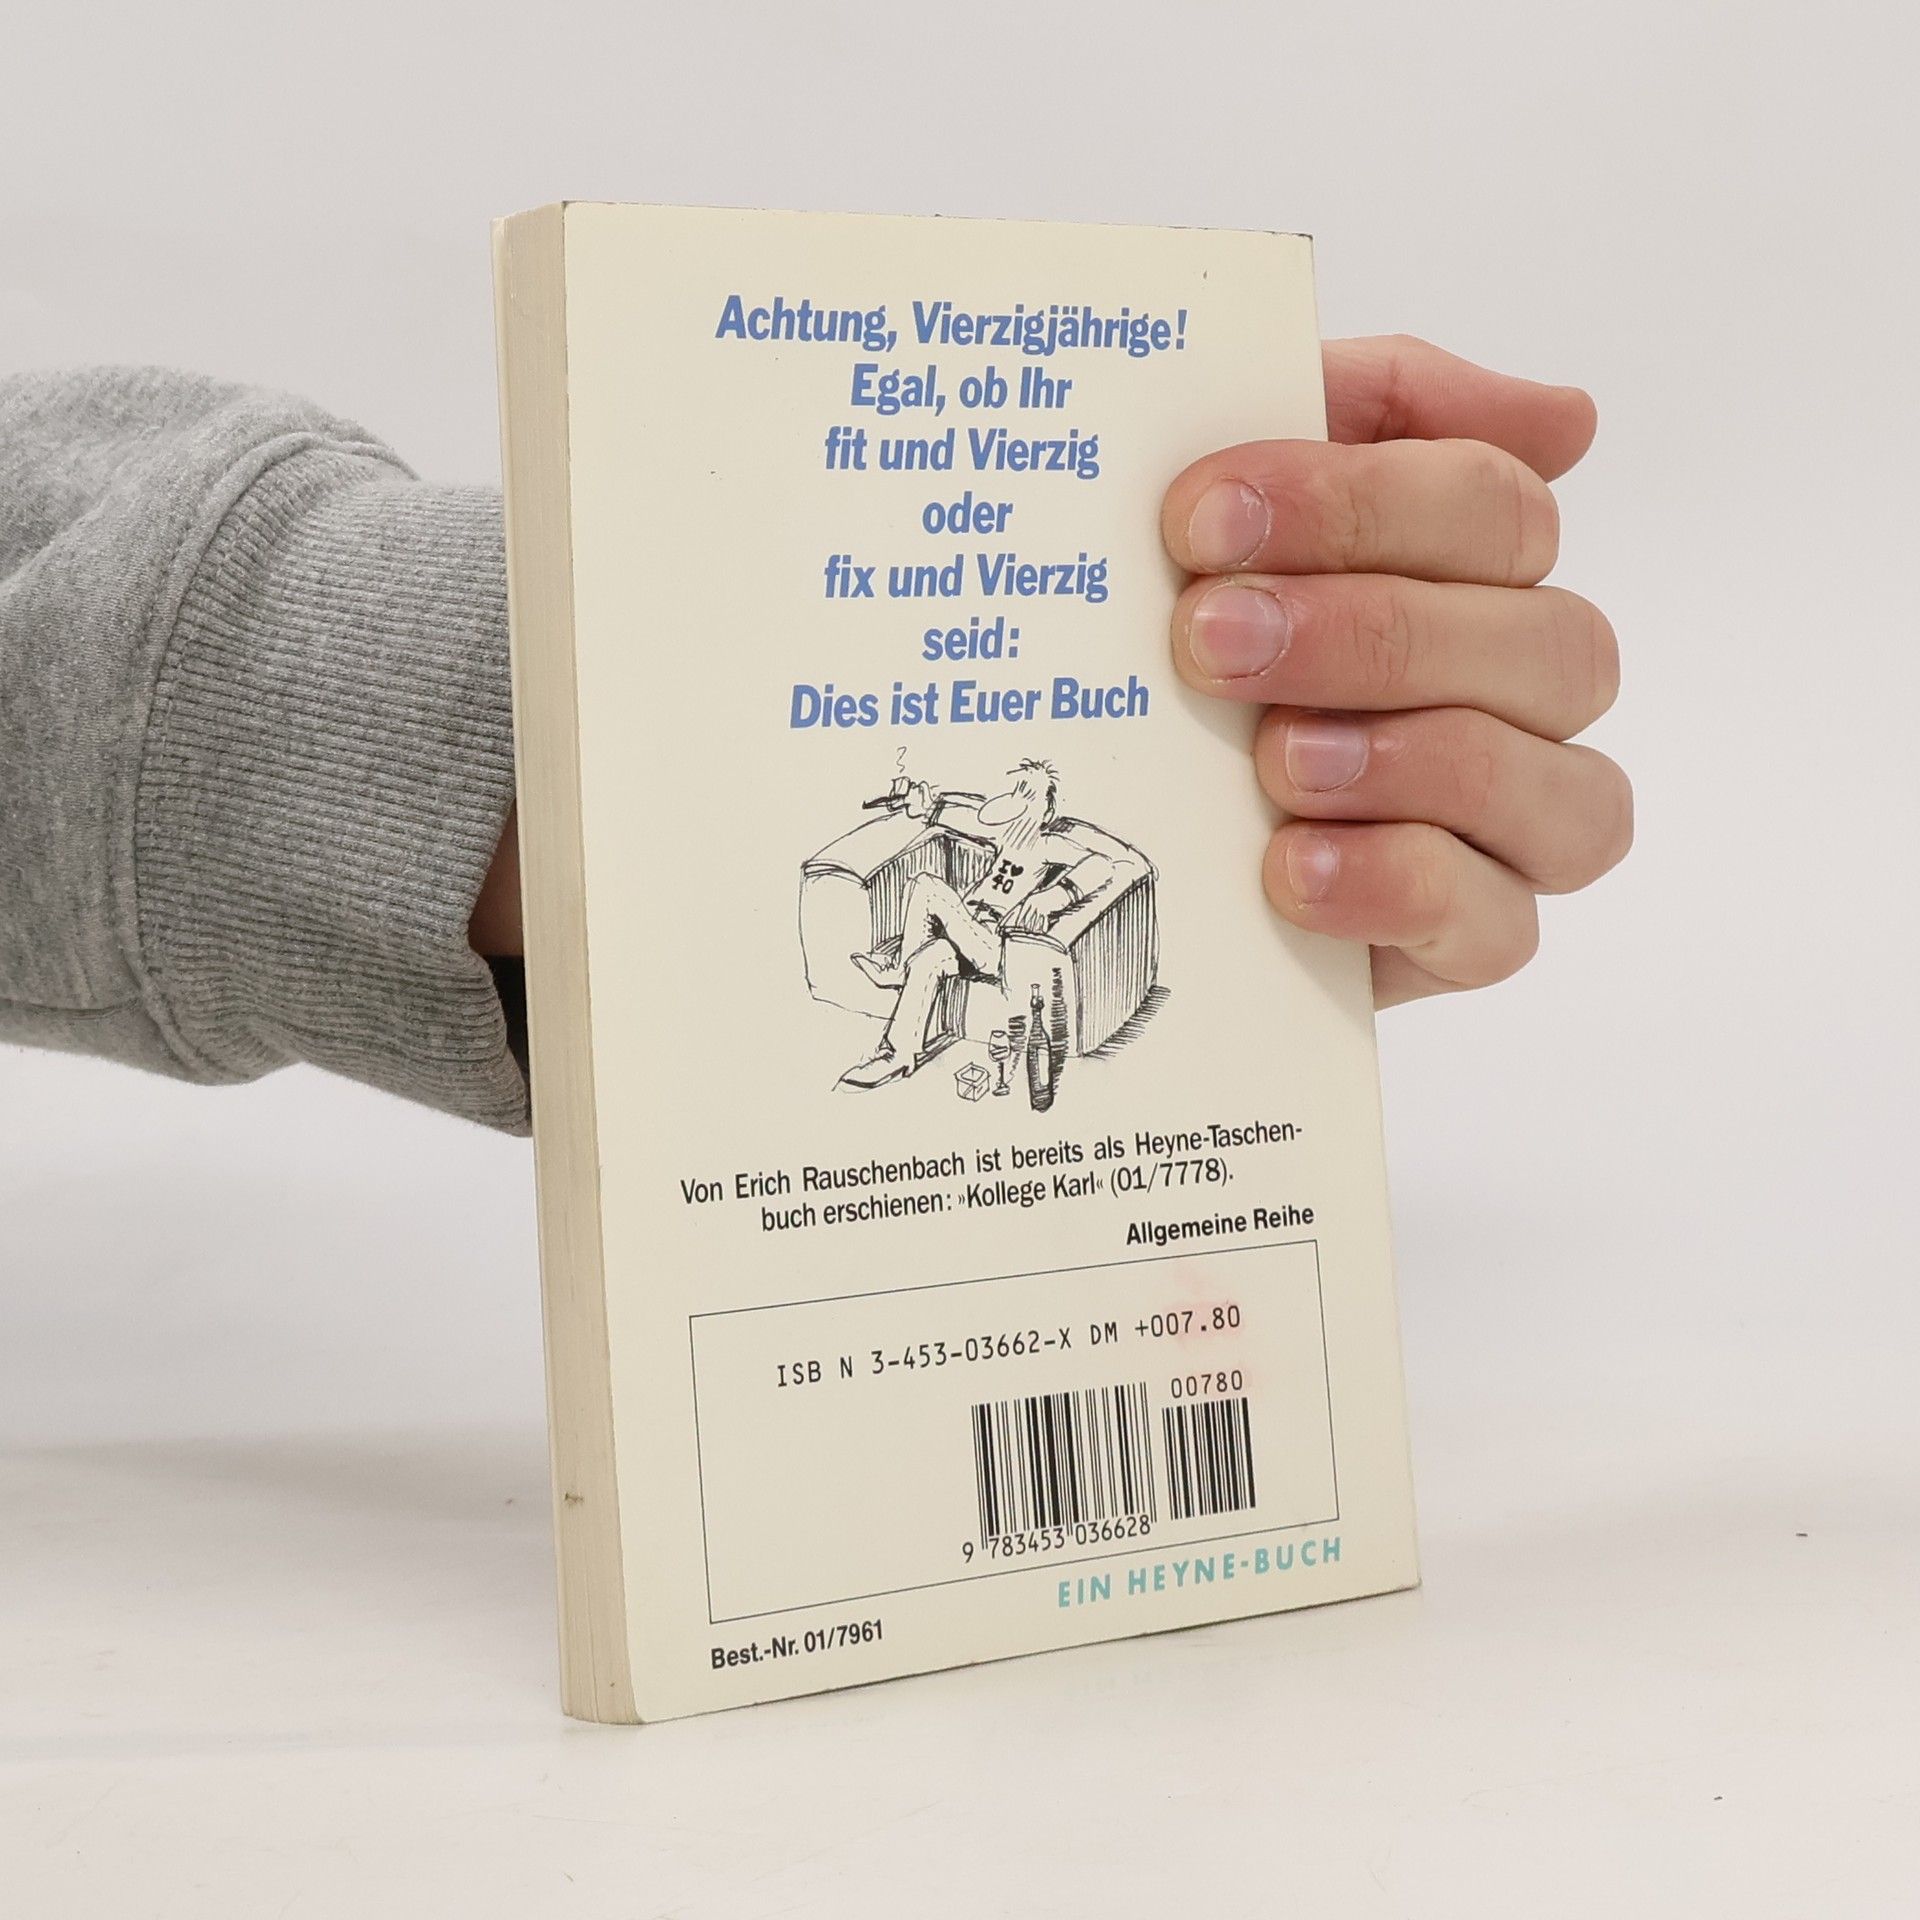 Achtung, Vierzigjährige!
Egal, ob Ihr
fit und Vierzig
oder
fix und Vierzig
seid:
Dies ist Euer Buch
I♥
40
Von Erich Rauschenbach ist bereits als Heyne-Taschen-
buch erschienen: »Kollege Karl« (01/7778).
Allgemeine Reihe
ISB N 3-453-03662-X DM +007.80
00780
9 783453 036628
EIN HEYNE-BUCH
Best.-Nr. 01/7961